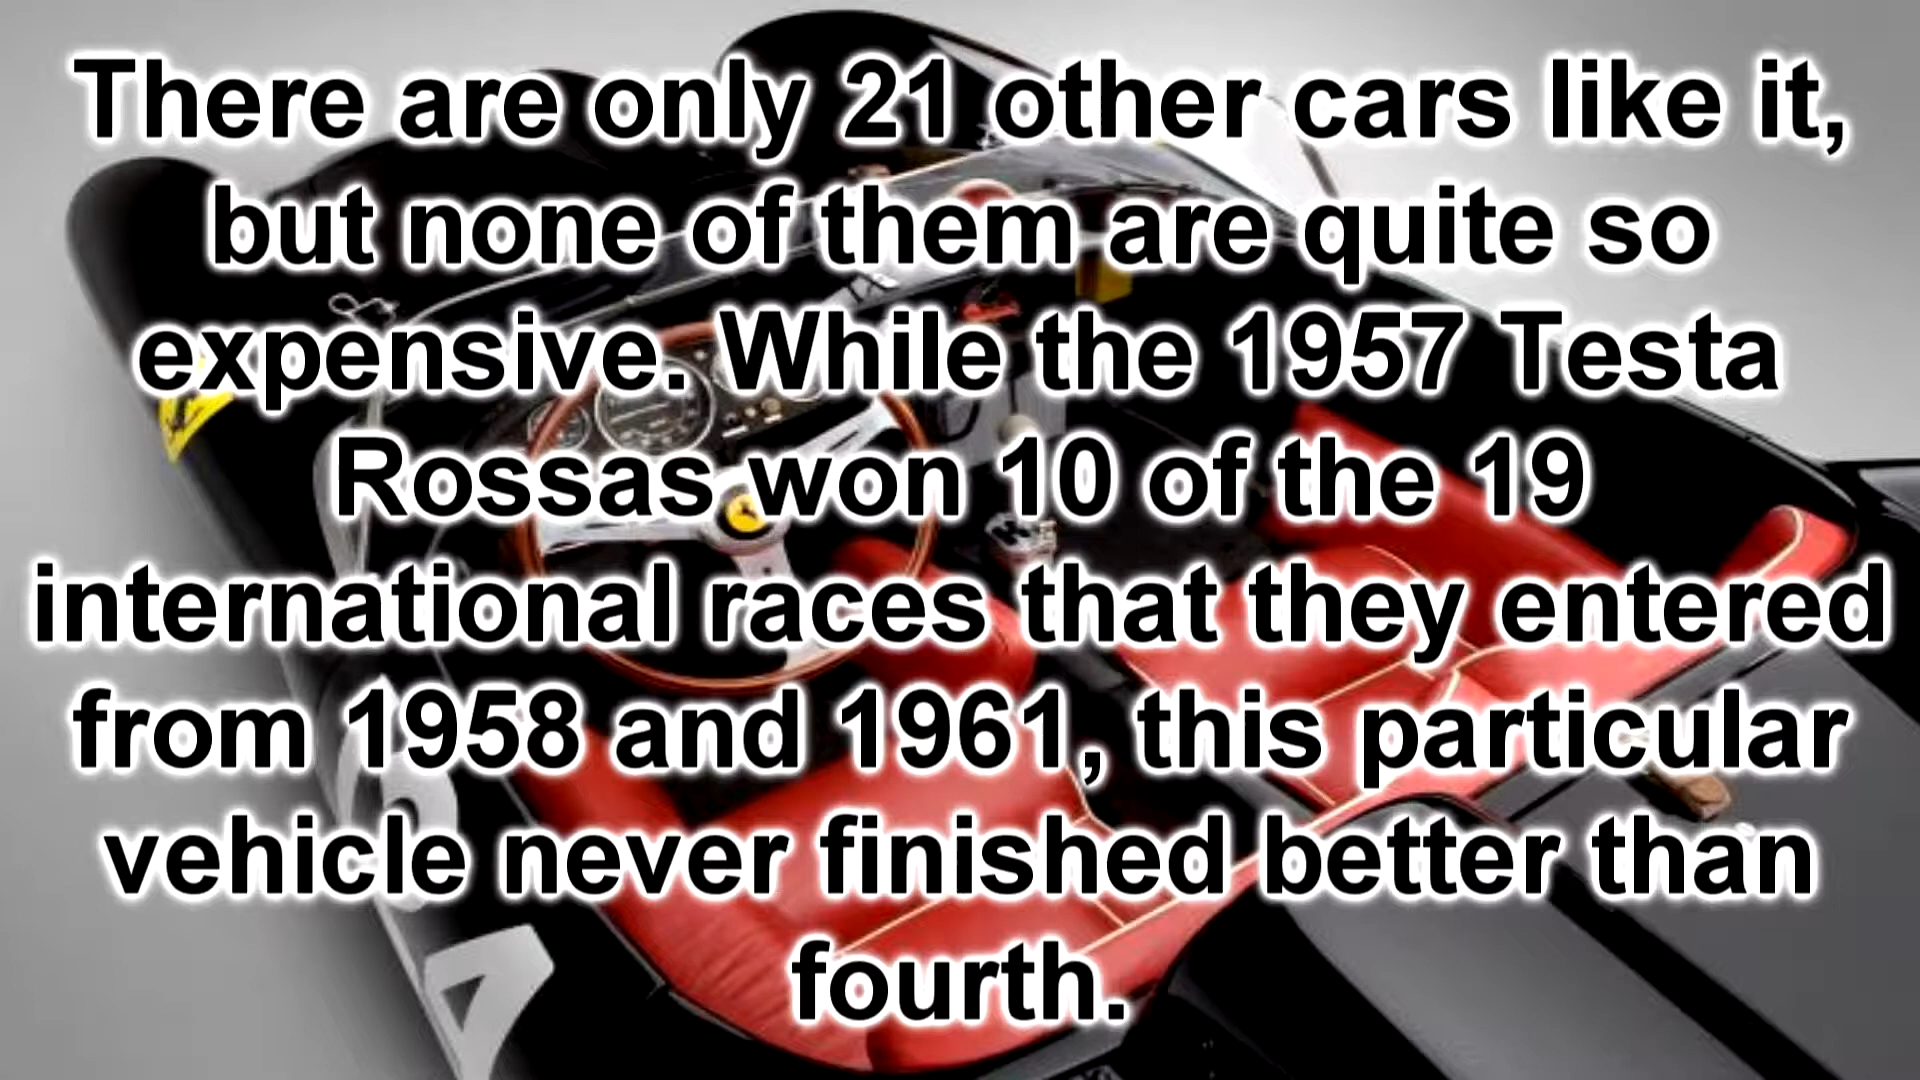 There are only 21 other cars like it,
but none of them are quite so
expensive. While the 1957 Testa
Rossas won 10 of the 19
international races that they entered
from 1958 and 1961, this particular
vehicle never finished better than
fourth.